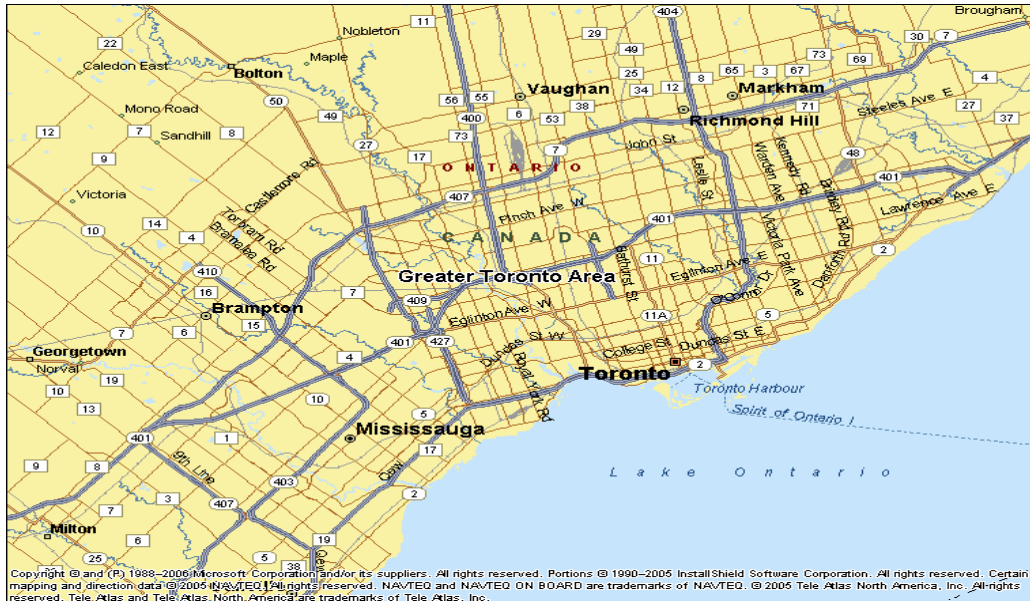 404
Brougham
11
Nobleton
29
30
7
22
Maple
49
73
69
Caledon East
Bolton
25
65
3
67
4
8
Vaughan
34
12
Markham
50
56
55
38
71
Steeles Ave E
27
Mono Road
49
6
53
Richmond Hill
37
12
7
Sandhill
8
400
73
John St
27
7
48
9
17
ONTARIO
Castlemore Rd
Leslie St
Warden Ave
Kennedy Rd
401
Victoria
407
Lawrence Ave E
14
Finch Ave W
401
10
4
Torbram Rd
Bramalea Rd
CANADA
Bathurst St
Victoria Park Ave
Danforth Rd
2
11
Eglinton Ave E
410
Greater Toronto Area
16
7
409
O'Connor Dr
Brampton
Eglinton Ave W
11A
5
7
6
15
401
427
Dundas St W
College St
Dundas St E
Georgetown
4
Royal York Rd
Norval
19
Toronto
2
10
10
Toronto Harbour
13
5
Spirit of Ontario I
401
1
Mississauga
17
9
8
9th Line
Qew
Lake Ontario
403
2
3
407
7
Milton
6
19
25
5
38
Copyright © and (P) 1988–2006 Microsoft Corporation and/or its suppliers. All rights reserved. Portions © 1990–2005 InstallShield Software Corporation. All rights reserved. Certain
mapping and direction data © 2005 NAVTEQ. All rights reserved. NAVTEQ and NAVTEQ ON BOARD are trademarks of NAVTEQ. © 2005 Tele Atlas North America, Inc. All rights
reserved. Tele Atlas and Tele Atlas North America are trademarks of Tele Atlas, Inc.